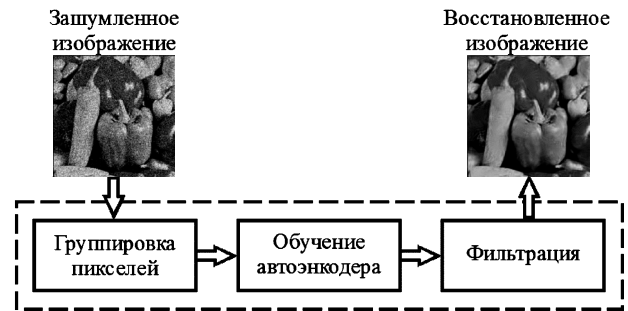 Зашумленное
изображение
Восстановленное
изображение
Группировка
пикселей
Обучение
автоэнкодера
Фильтрация